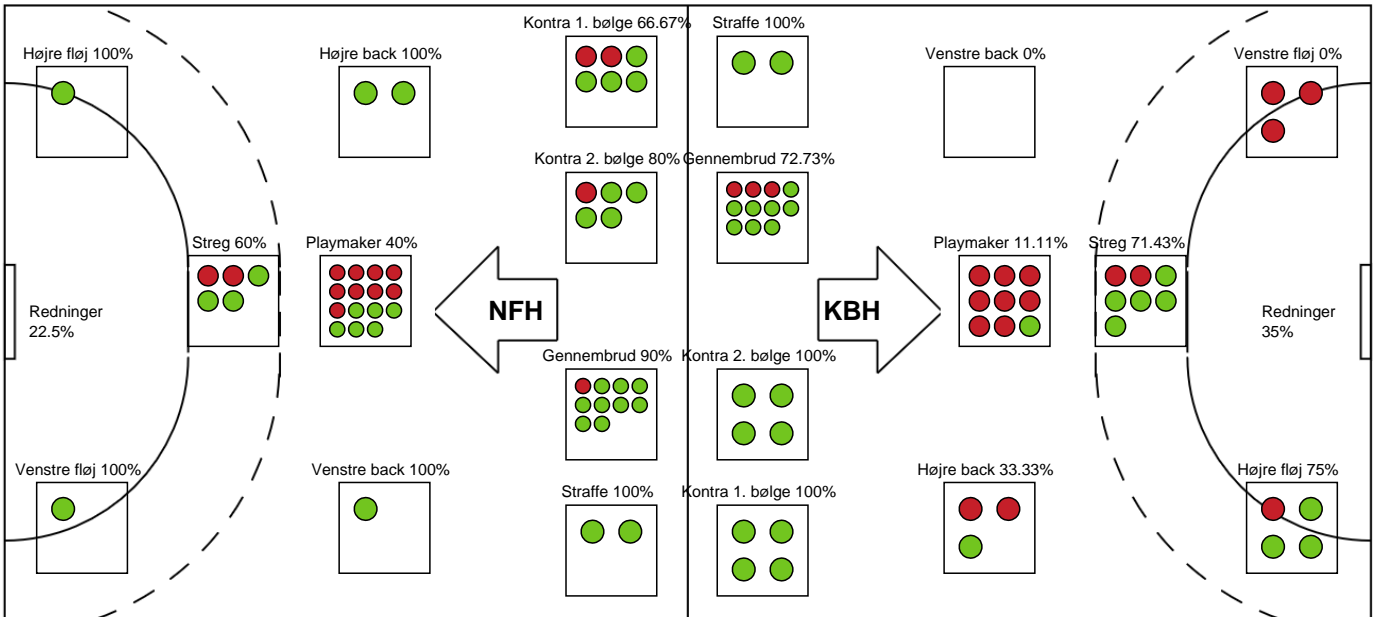 Kontra 1. bølge 66.67%
Straffe 100%
Højre fløj 100%
Højre back 100%
Venstre back 0%
Venstre fløj 0%
Kontra 2. bølge 80%
Gennembrud 72.73%
Streg 60%
Playmaker 40%
Playmaker 11.11%
Streg 71.43%
Redninger
22.5%
NFH
KBH
Redninger
35%
Gennembrud 90%
Kontra 2. bølge 100%
Venstre fløj 100%
Venstre back 100%
Højre back 33.33%
Højre fløj 75%
Straffe 100%
Kontra 1. bølge 100%